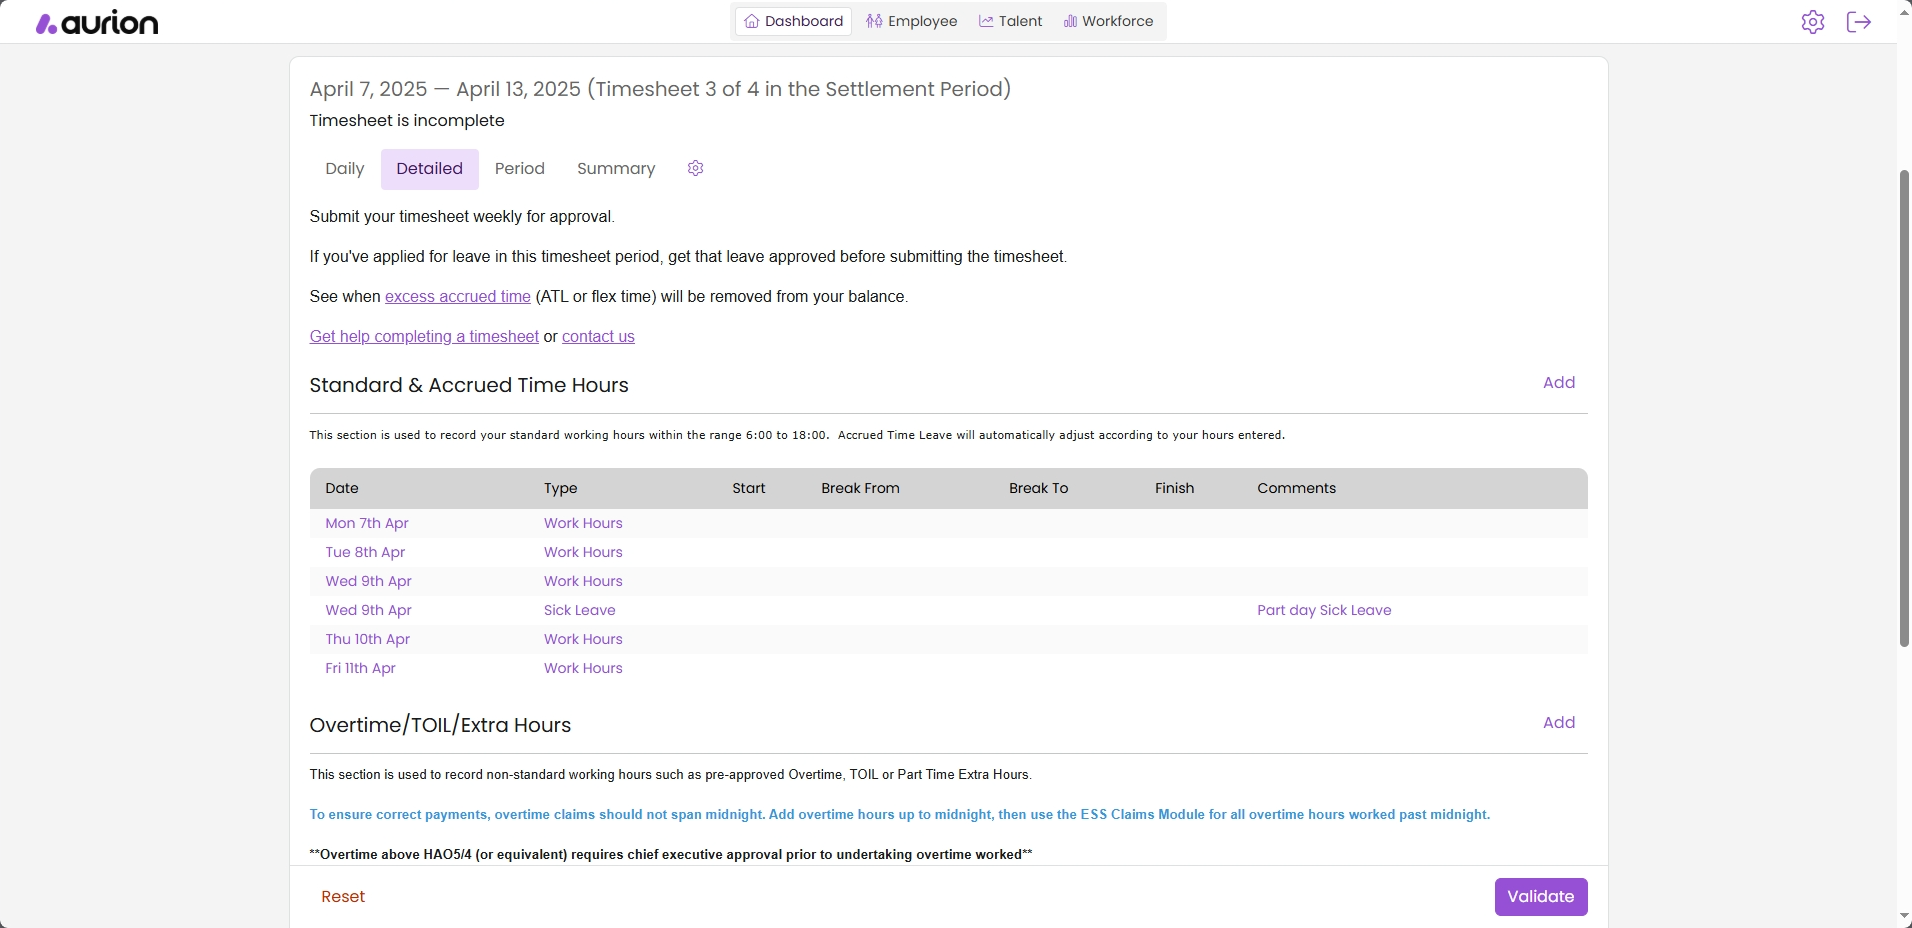 aurion
Dashboard Employee Talent Workforce
April 7, 2025 — April 13, 2025 (Timesheet 3 of 4 in the Settlement Period)
Timesheet is incomplete
Daily Detailed Period Summary
Submit your timesheet weekly for approval.
If you've applied for leave in this timesheet period, get that leave approved before submitting the timesheet.
See when excess accrued time (ATL or flex time) will be removed from your balance.
Get help completing a timesheet or contact us
Standard & Accrued Time Hours Add
This section is used to record your standard working hours within the range 6:00 to 18:00. Accrued Time Leave will automatically adjust according to your hours entered.
Date Type Start Break From Break To Finish Comments
Mon 7th Apr Work Hours
Tue 8th Apr Work Hours
Wed 9th Apr Work Hours
Wed 9th Apr Sick Leave Part day Sick Leave
Thu 10th Apr Work Hours
Fri 11th Apr Work Hours
Overtime/TOIL/Extra Hours Add
This section is used to record non-standard working hours such as pre-approved Overtime, TOIL or Part Time Extra Hours.
To ensure correct payments, overtime claims should not span midnight. Add overtime hours up to midnight, then use the ESS Claims Module for all overtime hours worked past midnight.
**Overtime above HAO5/4 (or equivalent) requires chief executive approval prior to undertaking overtime worked**
Reset Validate